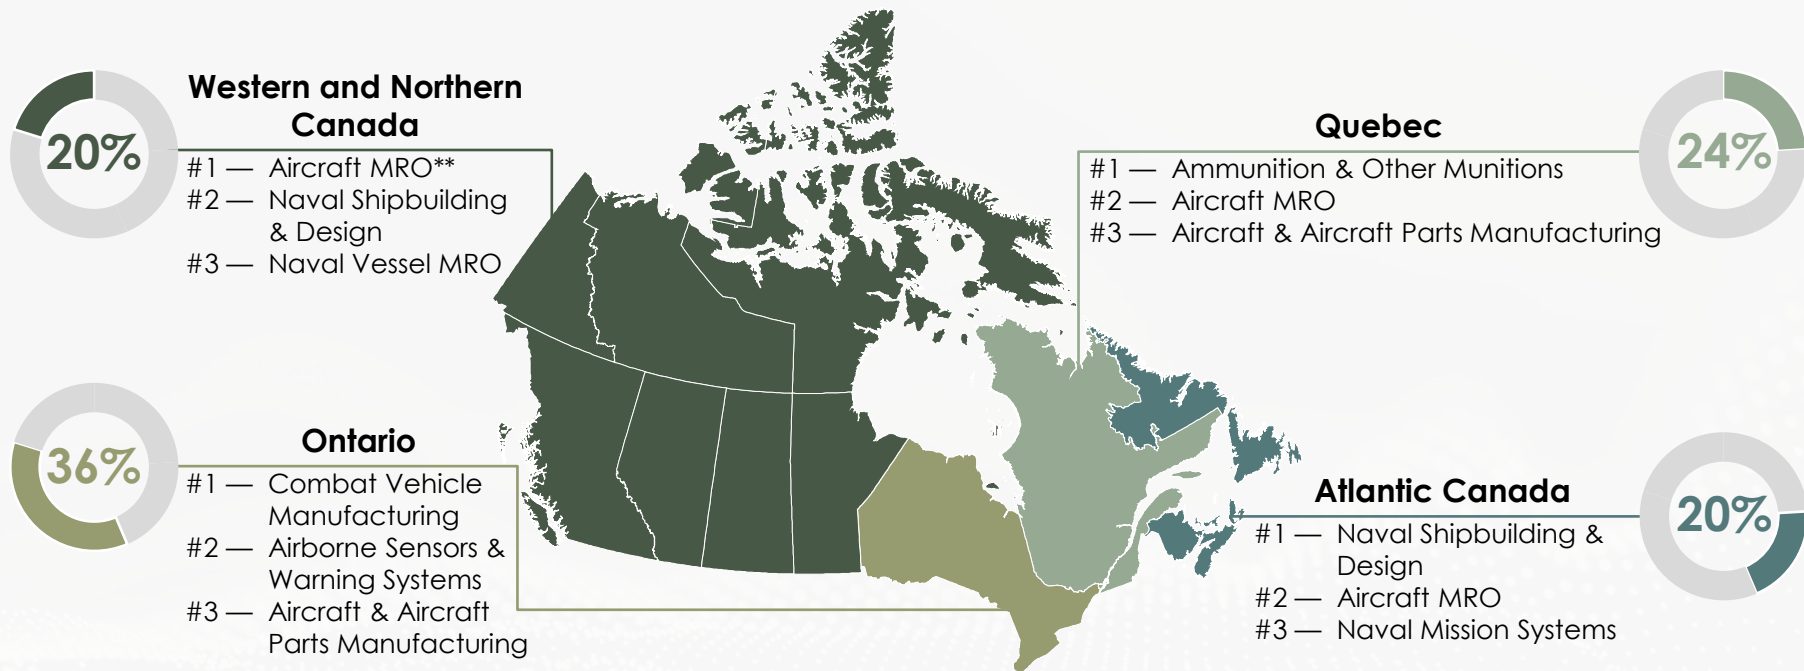 Western and Northern
Canada
20%
#1 — Aircraft MRO**
#2 — Naval Shipbuilding
& Design
#3 — Naval Vessel MRO
Quebec
24%
#1 — Ammunition & Other Munitions
#2 — Aircraft MRO
#3 — Aircraft & Aircraft Parts Manufacturing
Ontario
36%
#1 — Combat Vehicle
Manufacturing
#2 — Airborne Sensors &
Warning Systems
#3 — Aircraft & Aircraft
Parts Manufacturing
Atlantic Canada
20%
#1 — Naval Shipbuilding &
Design
#2 — Aircraft MRO
#3 — Naval Mission Systems